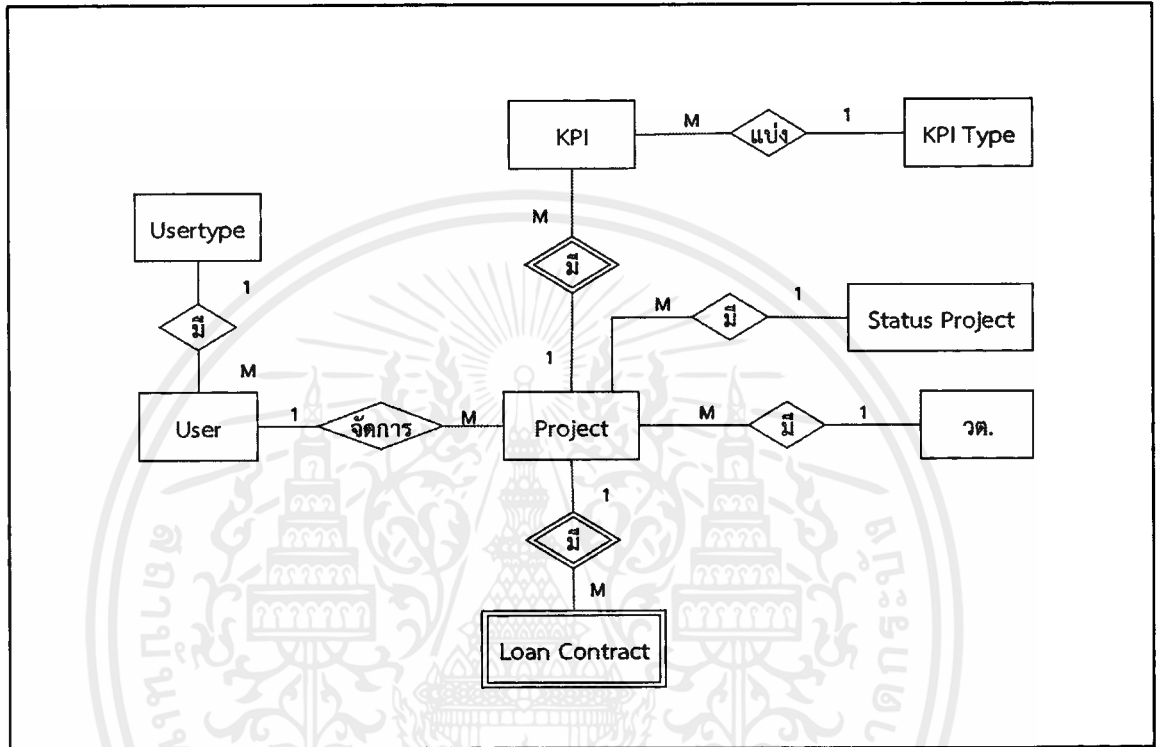 KPI
M
แบ่ง
1
KPI Type
Usertype
1
มี
M
User
M
มี
1
M
มี
1
Status Project
1
จัดการ
M
Project
M
มี
1
วต.
1
มี
M
Loan Contract